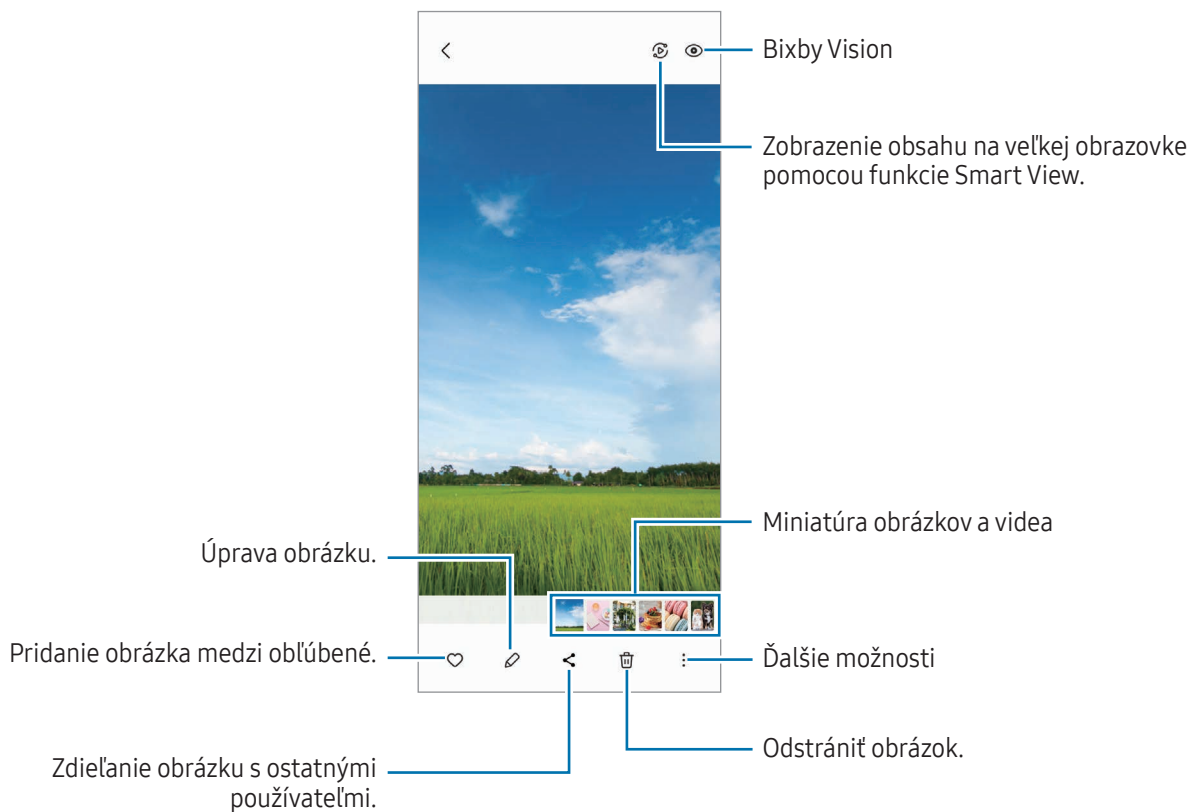 Bixby Vision
Zobrazenie obsahu na veľkej obrazovke
pomocou funkcie Smart View.
Miniatúra obrázkov a videa
Úprava obrázku.
Pridanie obrázka medzi obľúbené.
Ďalšie možnosti
Odstrániť obrázok.
Zdieľanie obrázku s ostatnými
používateľmi.